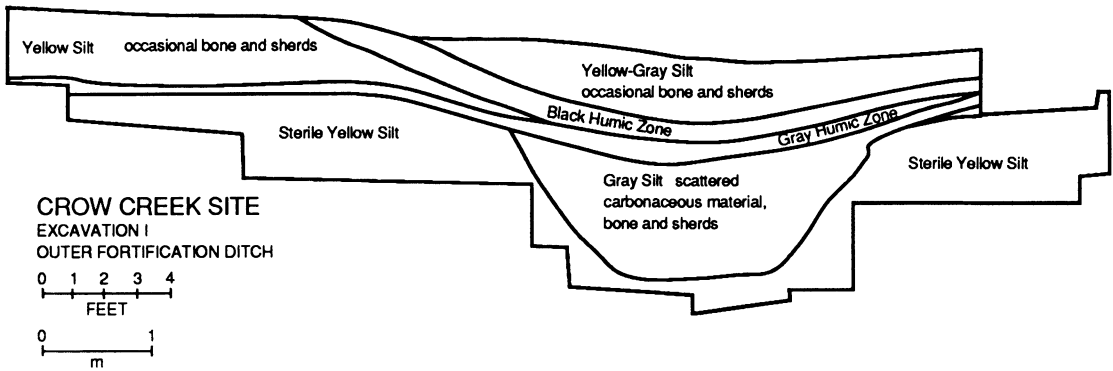 Yellow Silt occasional bone and sherds
Yellow-Gray Silt
occasional bone and sherds
Black Humic Zone
Gray Humic Zone
Sterile Yellow Silt
Sterile Yellow Silt
Gray Silt scattered
carbonaceous material,
bone and sherds
CROW CREEK SITE
EXCAVATION I
OUTER FORTIFICATION DITCH
0 1 2 3 4
FEET
0 1
m